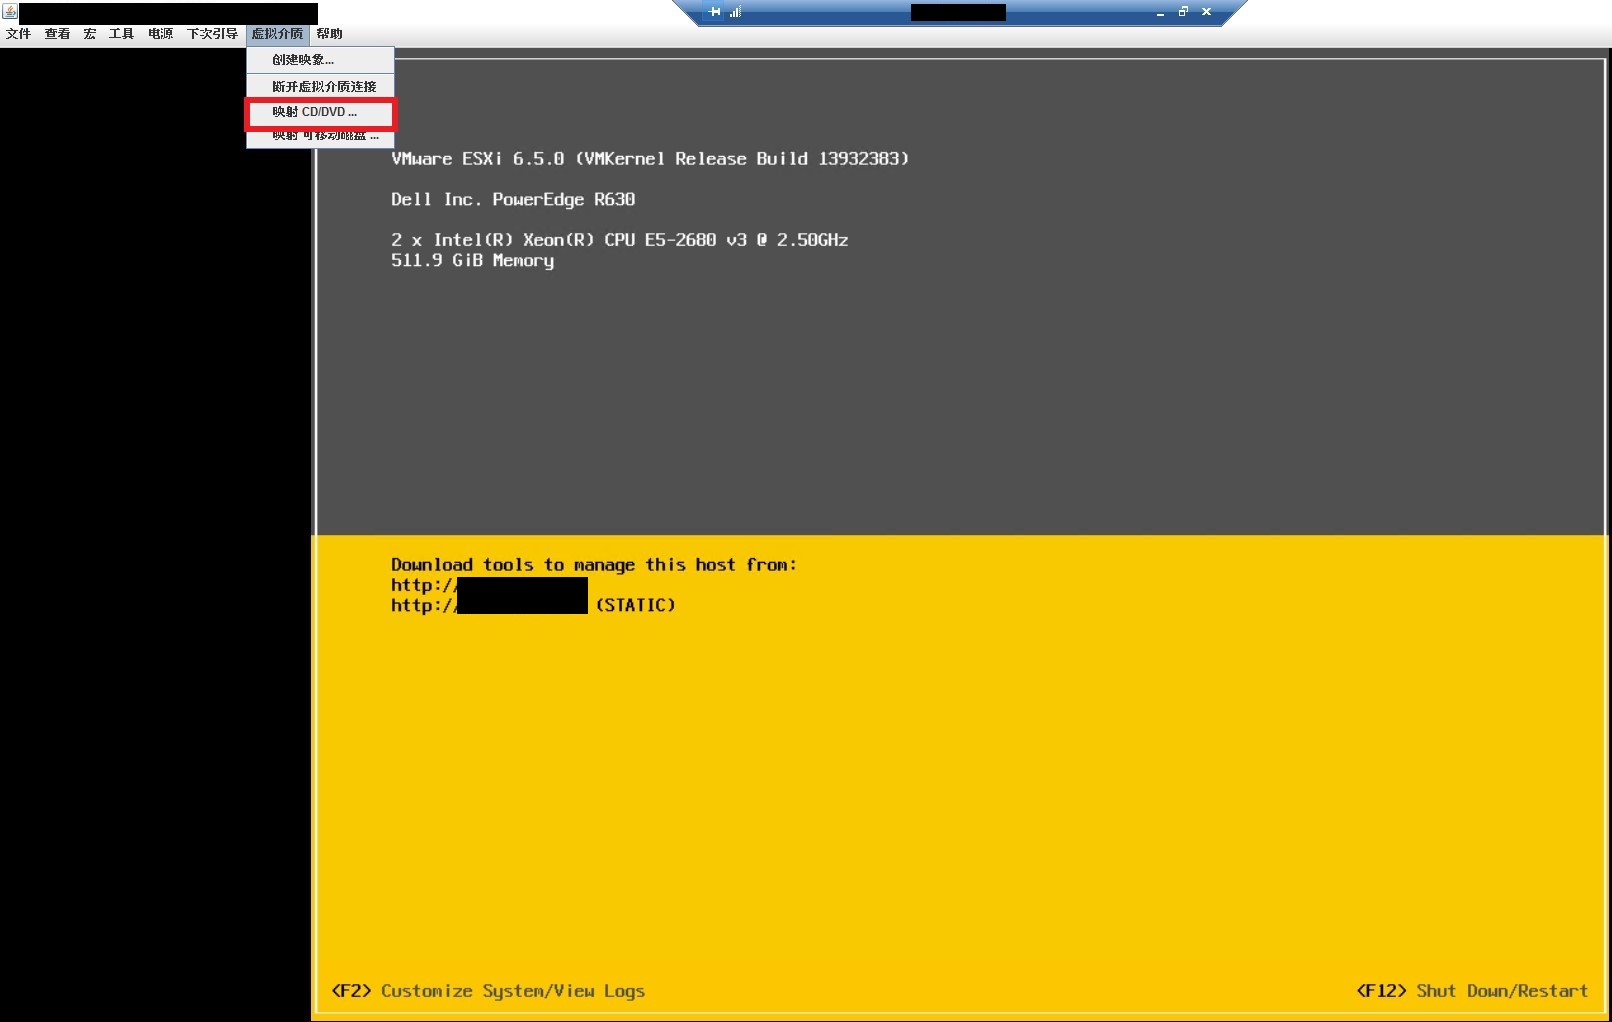 文件 查看 宏 工具 电源 下次引导 虚拟介质 帮助
创建映象...
断开虚拟介质连接
映射 CD/DVD ...
映射 可移动磁盘 ...
VMware ESXi 6.5.0 (VMKernel Release Build 13932383)
Dell Inc. PowerEdge R630
2 x Intel(R) Xeon(R) CPU E5-2680 v3 @ 2.50GHz
511.9 GiB Memory
Download tools to manage this host from:
http://
http:// (STATIC)
<F2> Customize System/View Logs <F12> Shut Down/Restart